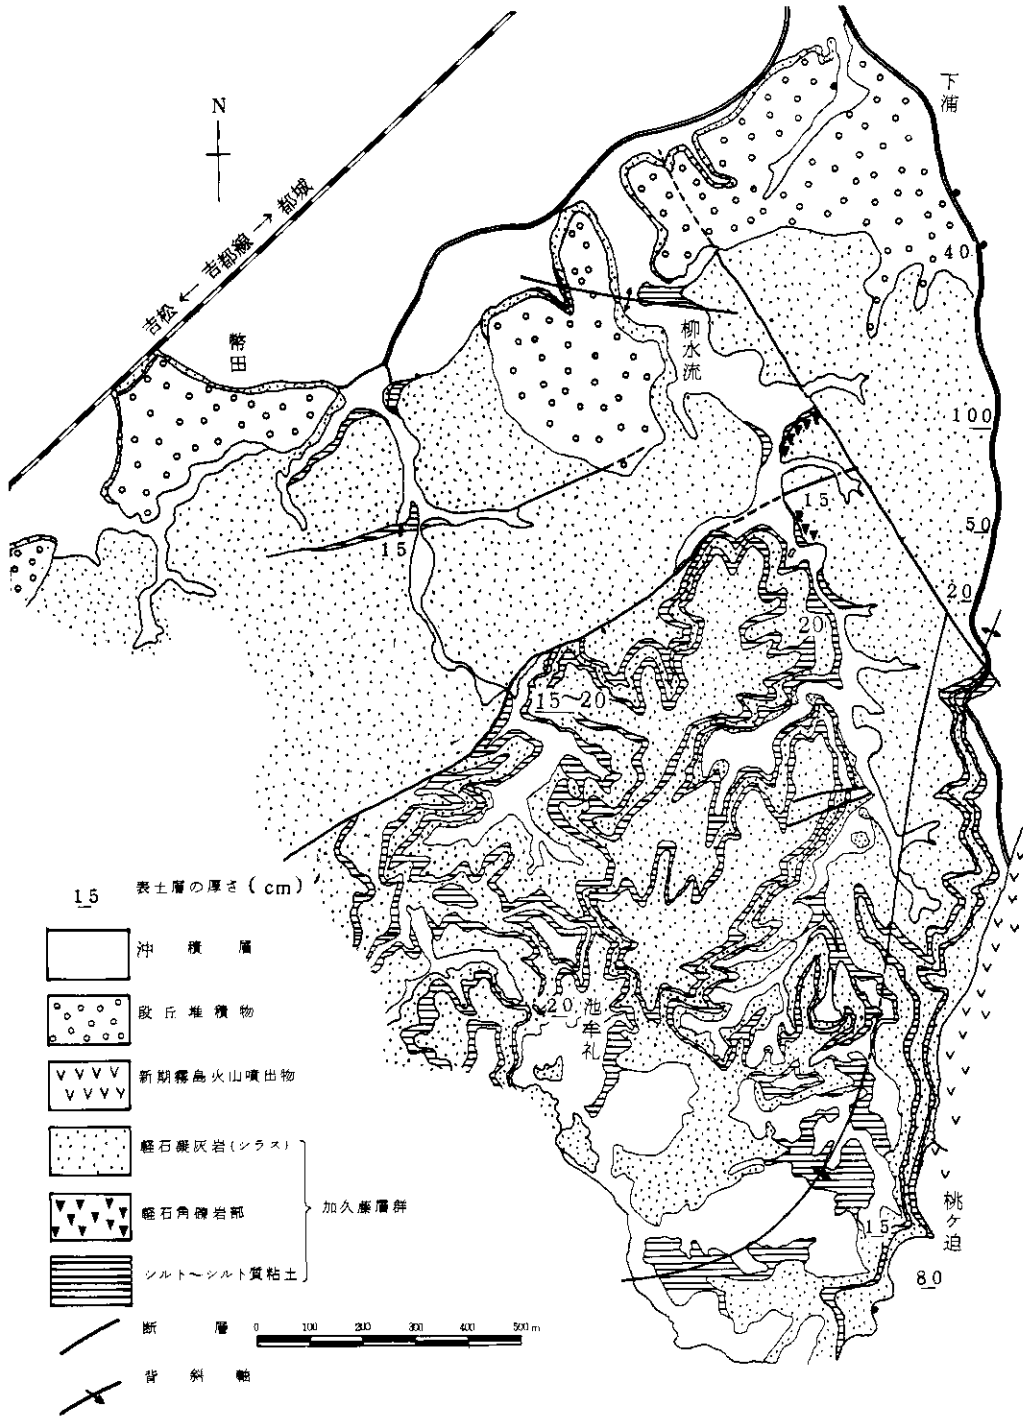 N
下浦
吉松 ← 吉都線 → 都城
幣田
40
柳水流
100
15
50
15
20
20
15~20
15 表土層の厚さ (cm)
沖積層
段丘堆積物
20
池牟礼
新期霧島火山噴出物
軽石凝灰岩(シラス)
軽石角礫岩部
加久藤層群
シルト~シルト質粘土
桃ケ迫
15
80
断層
0 100 200 300 400 500m
背斜軸